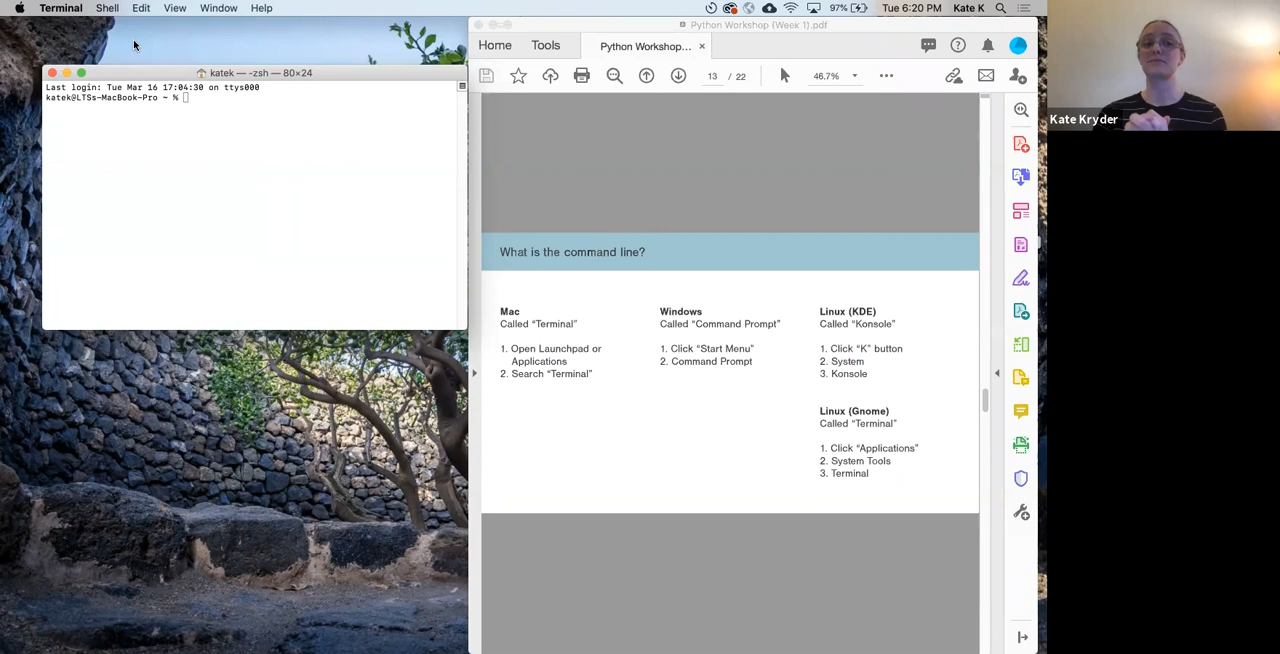 Terminal Shell Edit View Window Help 97% Tue 6:20 PM Kate K
katek — -zsh — 80×24
Last login: Tue Mar 16 17:04:30 on ttys000
katek@LTSs-MacBook-Pro ~ %
Python Workshop (Week 1).pdf
Home Tools Python Workshop... ×
13 / 22 46.7%
What is the command line?
Mac
Called “Terminal”
1. Open Launchpad or
Applications
2. Search “Terminal”
Windows
Called “Command Prompt”
1. Click “Start Menu”
2. Command Prompt
Linux (KDE)
Called “Konsole”
1. Click “K” button
2. System
3. Konsole
Linux (Gnome)
Called “Terminal”
1. Click “Applications”
2. System Tools
3. Terminal
Kate Kryder